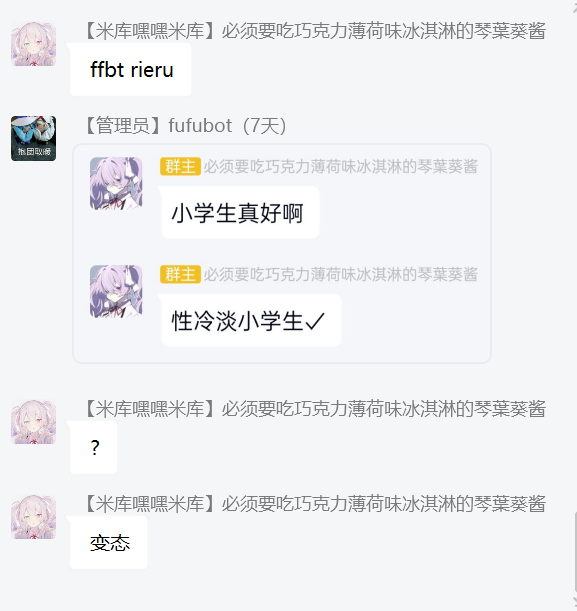 【米库嘿嘿米库】必须要吃巧克力薄荷味冰淇淋的琴葉葵酱
ffbt rieru
【管理员】fufubot（7天）
抱团取暖
群主 必须要吃巧克力薄荷味冰淇淋的琴葉葵酱
小学生真好啊
群主 必须要吃巧克力薄荷味冰淇淋的琴葉葵酱
性冷淡小学生✓
【米库嘿嘿米库】必须要吃巧克力薄荷味冰淇淋的琴葉葵酱
?
【米库嘿嘿米库】必须要吃巧克力薄荷味冰淇淋的琴葉葵酱
变态